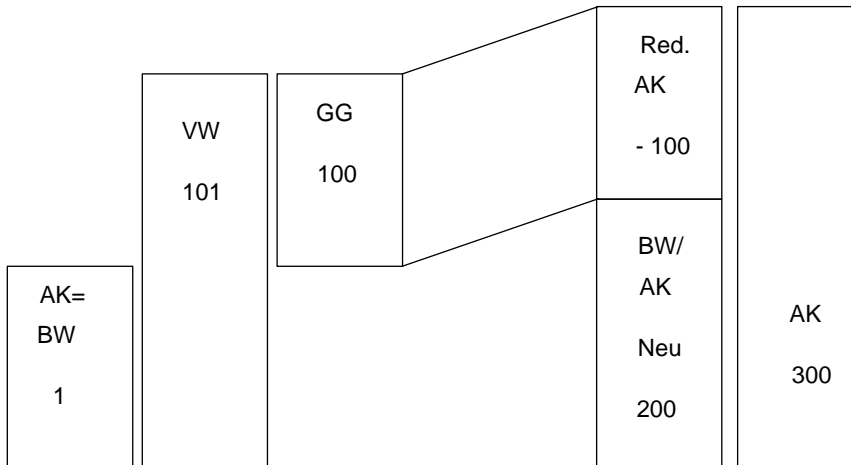 AK=
BW
1
VW
101
GG
100
Red.
AK
- 100
BW/
AK
Neu
200
AK
300